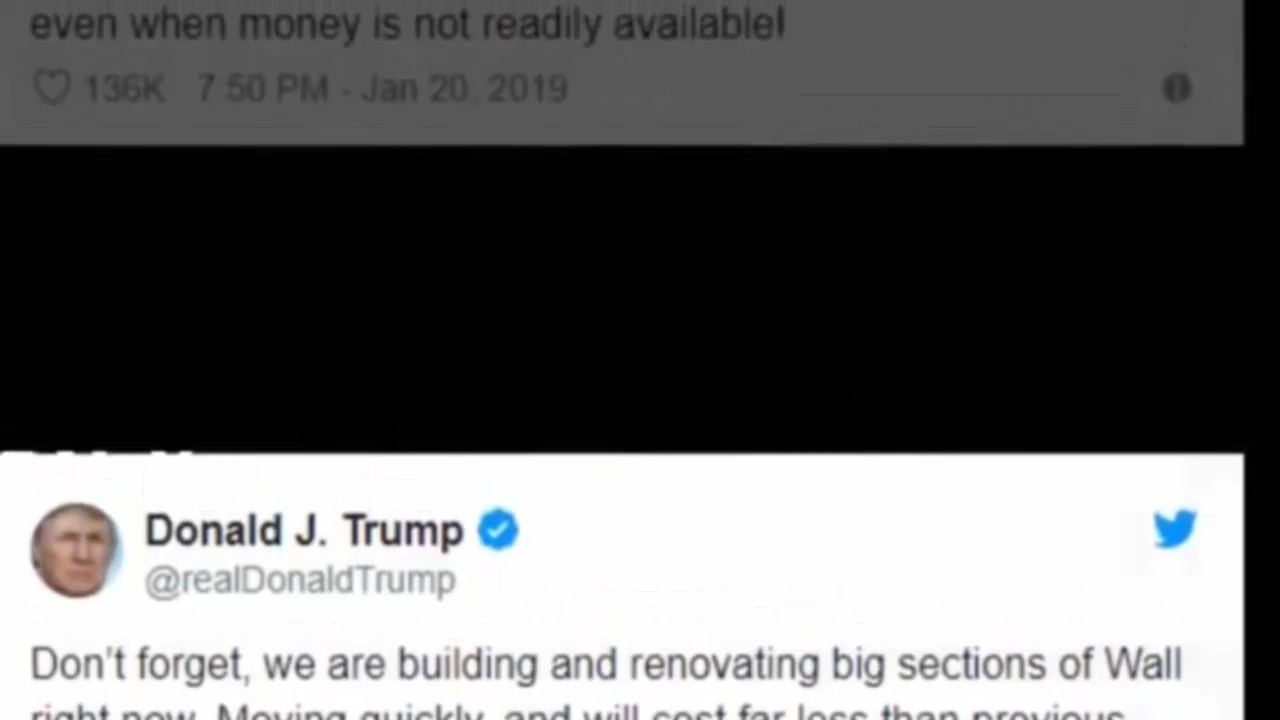 even when money is not readily available!
136K 7:50 PM - Jan 20, 2019
Donald J. Trump
@realDonaldTrump
Don't forget, we are building and renovating big sections of Wall
right now. Moving quickly, and will cost far less than previous